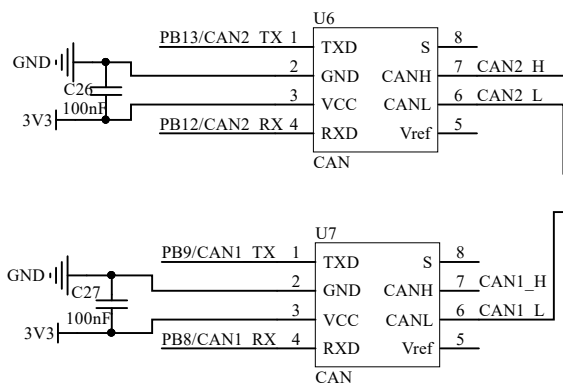 U6
PB13/CAN2_TX 1 TXD S 8
GND 2 GND CANH 7 CAN2_H
C26
100nF 3 VCC CANL 6 CAN2_L
3V3 PB12/CAN2_RX 4 RXD Vref 5
CAN
U7
PB9/CAN1_TX 1 TXD S 8
GND 2 GND CANH 7 CAN1_H
C27
100nF 3 VCC CANL 6 CAN1_L
3V3 PB8/CAN1_RX 4 RXD Vref 5
CAN